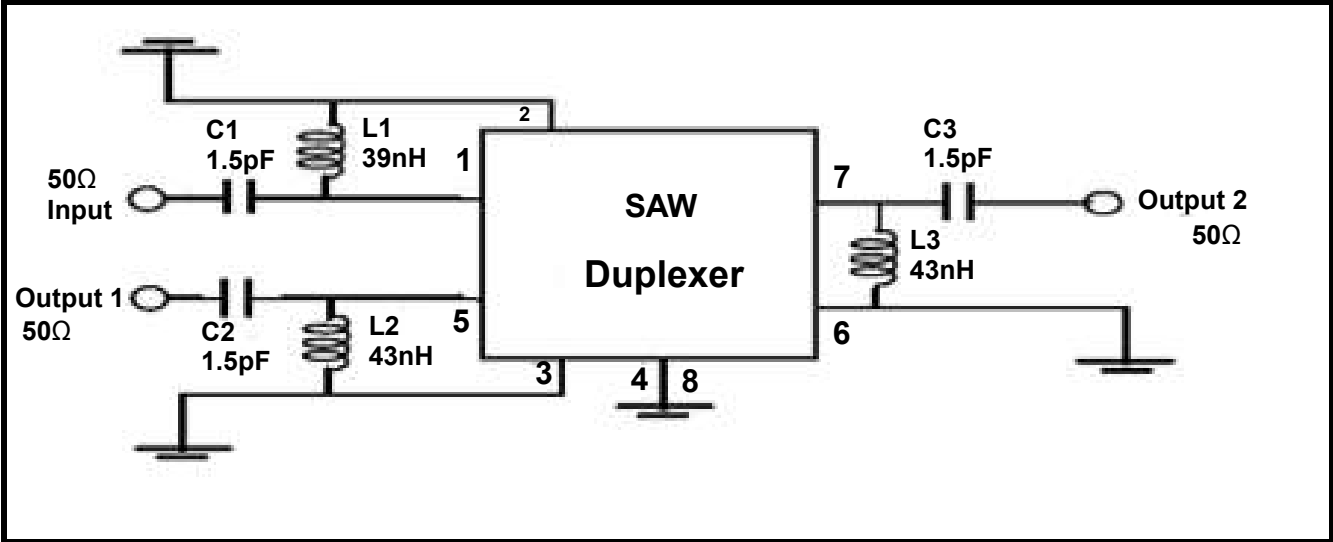 2
C1
1.5pF
L1
39nH
1
50Ω
Input
Output 1
50Ω
C2
1.5pF
L2
43nH
5
3
4
8
SAW
Duplexer
7
C3
1.5pF
Output 2
50Ω
L3
43nH
6